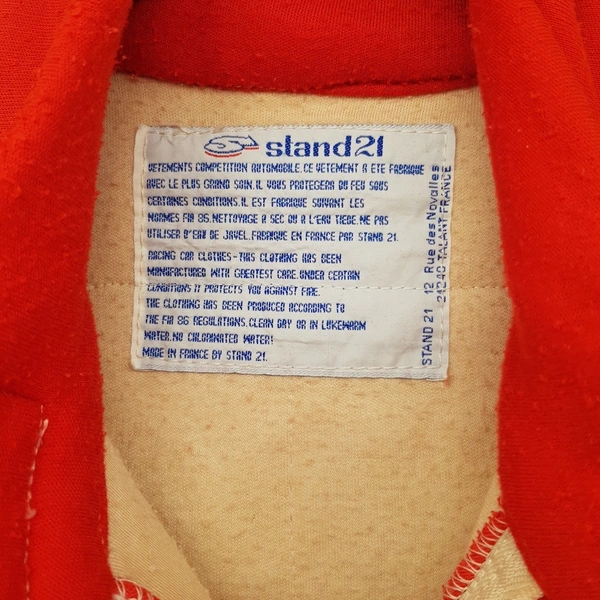 stand 21
VETEMENTS COMPETITION AUTOMOBILE.CE VETEMENT A ETE FABRIQUE
AVEC LE PLUS GRAND SOIN.IL VOUS PROTEGERA DU FEU SOUS
CERTAINES CONDITIONS.IL EST FABRIQUE SUIVANT LES
NORMES FIA 86.NETTOYAGE A SEC OU A L'EAU TIEDE.NE PAS
UTILISER D'EAU DE JAVEL.FABRIQUE EN FRANCE PAR STAND 21.
RACING CAR CLOTHES-THIS CLOTHING HAS BEEN
MANUFACTURED WITH GREATEST CARE.UNDER CERTAIN
CONDITIONS IT PROTECTS YOU AGAINST FIRE.
THE CLOTHING HAS BEEN PRODUCED ACCORDING TO
THE FIA 86 REGULATIONS.CLEAN DRY OR IN LUKEWARM
WATER.NO CHLORINATED WATER!
MADE IN FRANCE BY STAND 21.
STAND 21 12 Rue des Novalles
21240 TALANT FRANCE